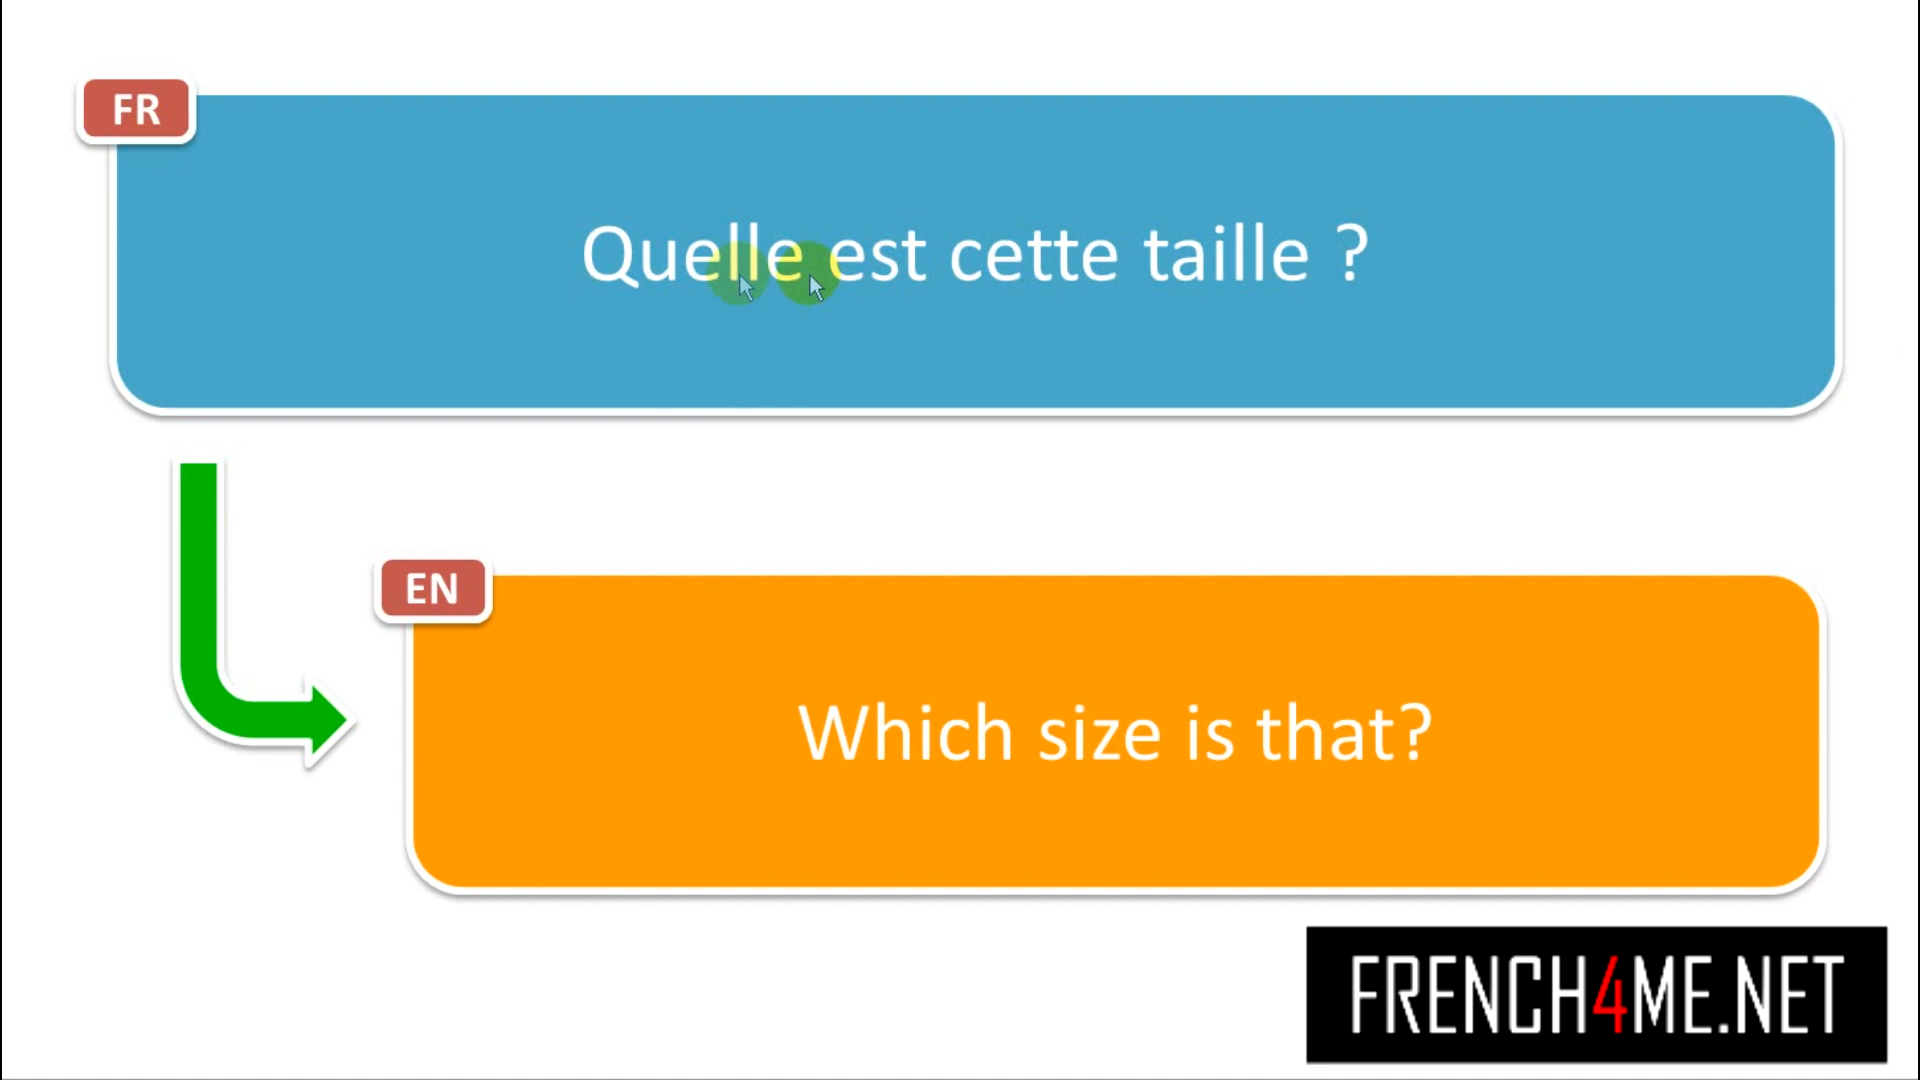 FR
Quelle est cette taille ?
EN
Which size is that?
FRENCH4ME.NET